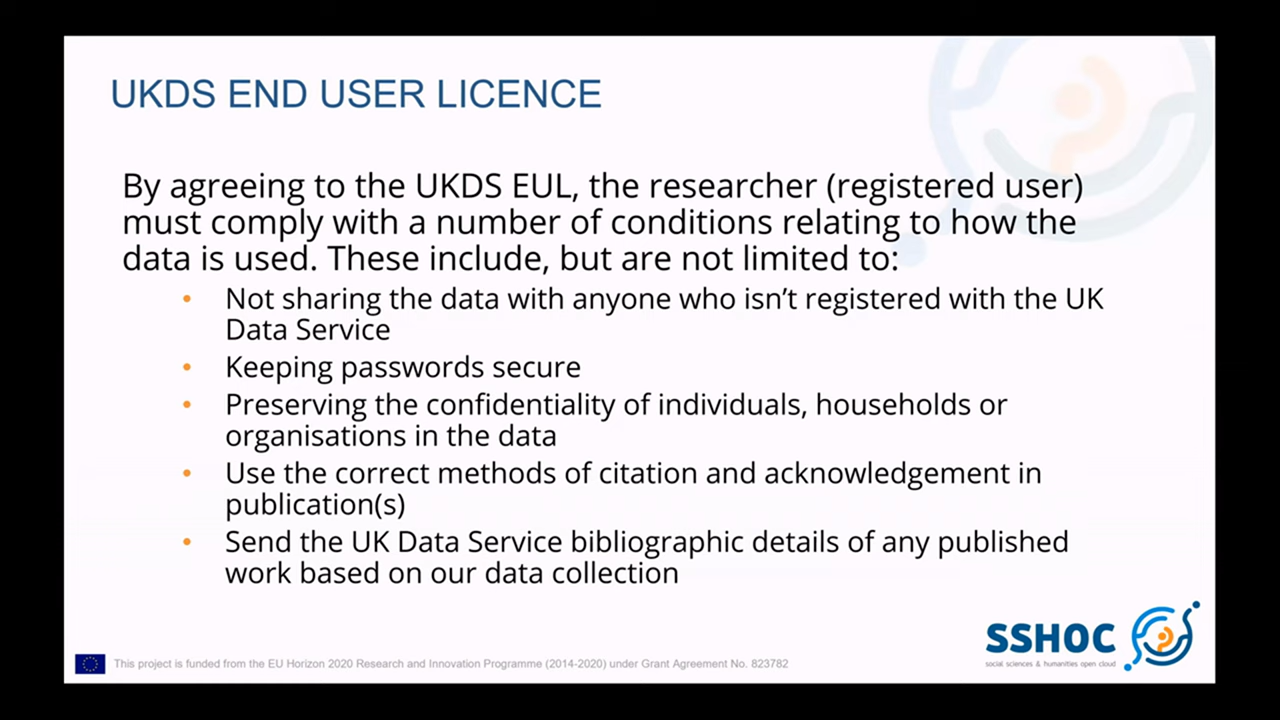 UKDS END USER LICENCE
By agreeing to the UKDS EUL, the researcher (registered user)
must comply with a number of conditions relating to how the
data is used. These include, but are not limited to:
• Not sharing the data with anyone who isn’t registered with the UK
Data Service
• Keeping passwords secure
• Preserving the confidentiality of individuals, households or
organisations in the data
• Use the correct methods of citation and acknowledgement in
publication(s)
• Send the UK Data Service bibliographic details of any published
work based on our data collection
SSHOC
social sciences & humanities open cloud
This project is funded from the EU Horizon 2020 Research and Innovation Programme (2014-2020) under Grant Agreement No. 823782